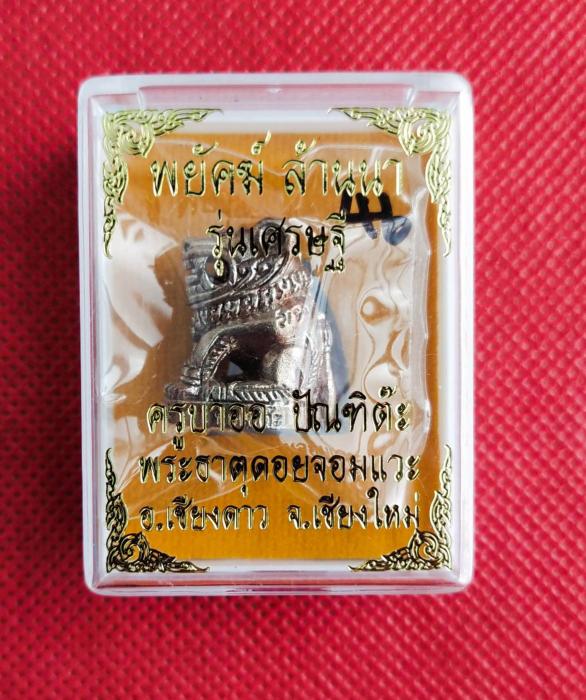 พยัคฆ์ ล้านนา
รุ่นเศรษฐี
ครูบาออ ปัณฑิต๊ะ
พระธาตุดอยจอมแวะ
อ.เชียงดาว จ.เชียงใหม่